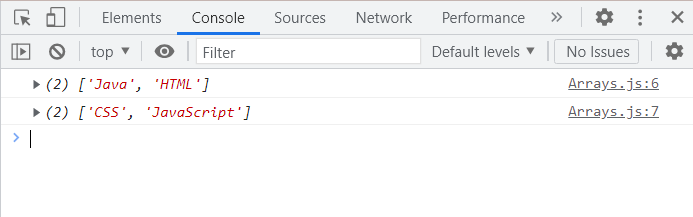 Elements Console Sources Network Performance »
top ▼ Filter Default levels ▼ No Issues
▶ (2) ['Java', 'HTML'] Arrays.js:6
▶ (2) ['CSS', 'JavaScript'] Arrays.js:7
>